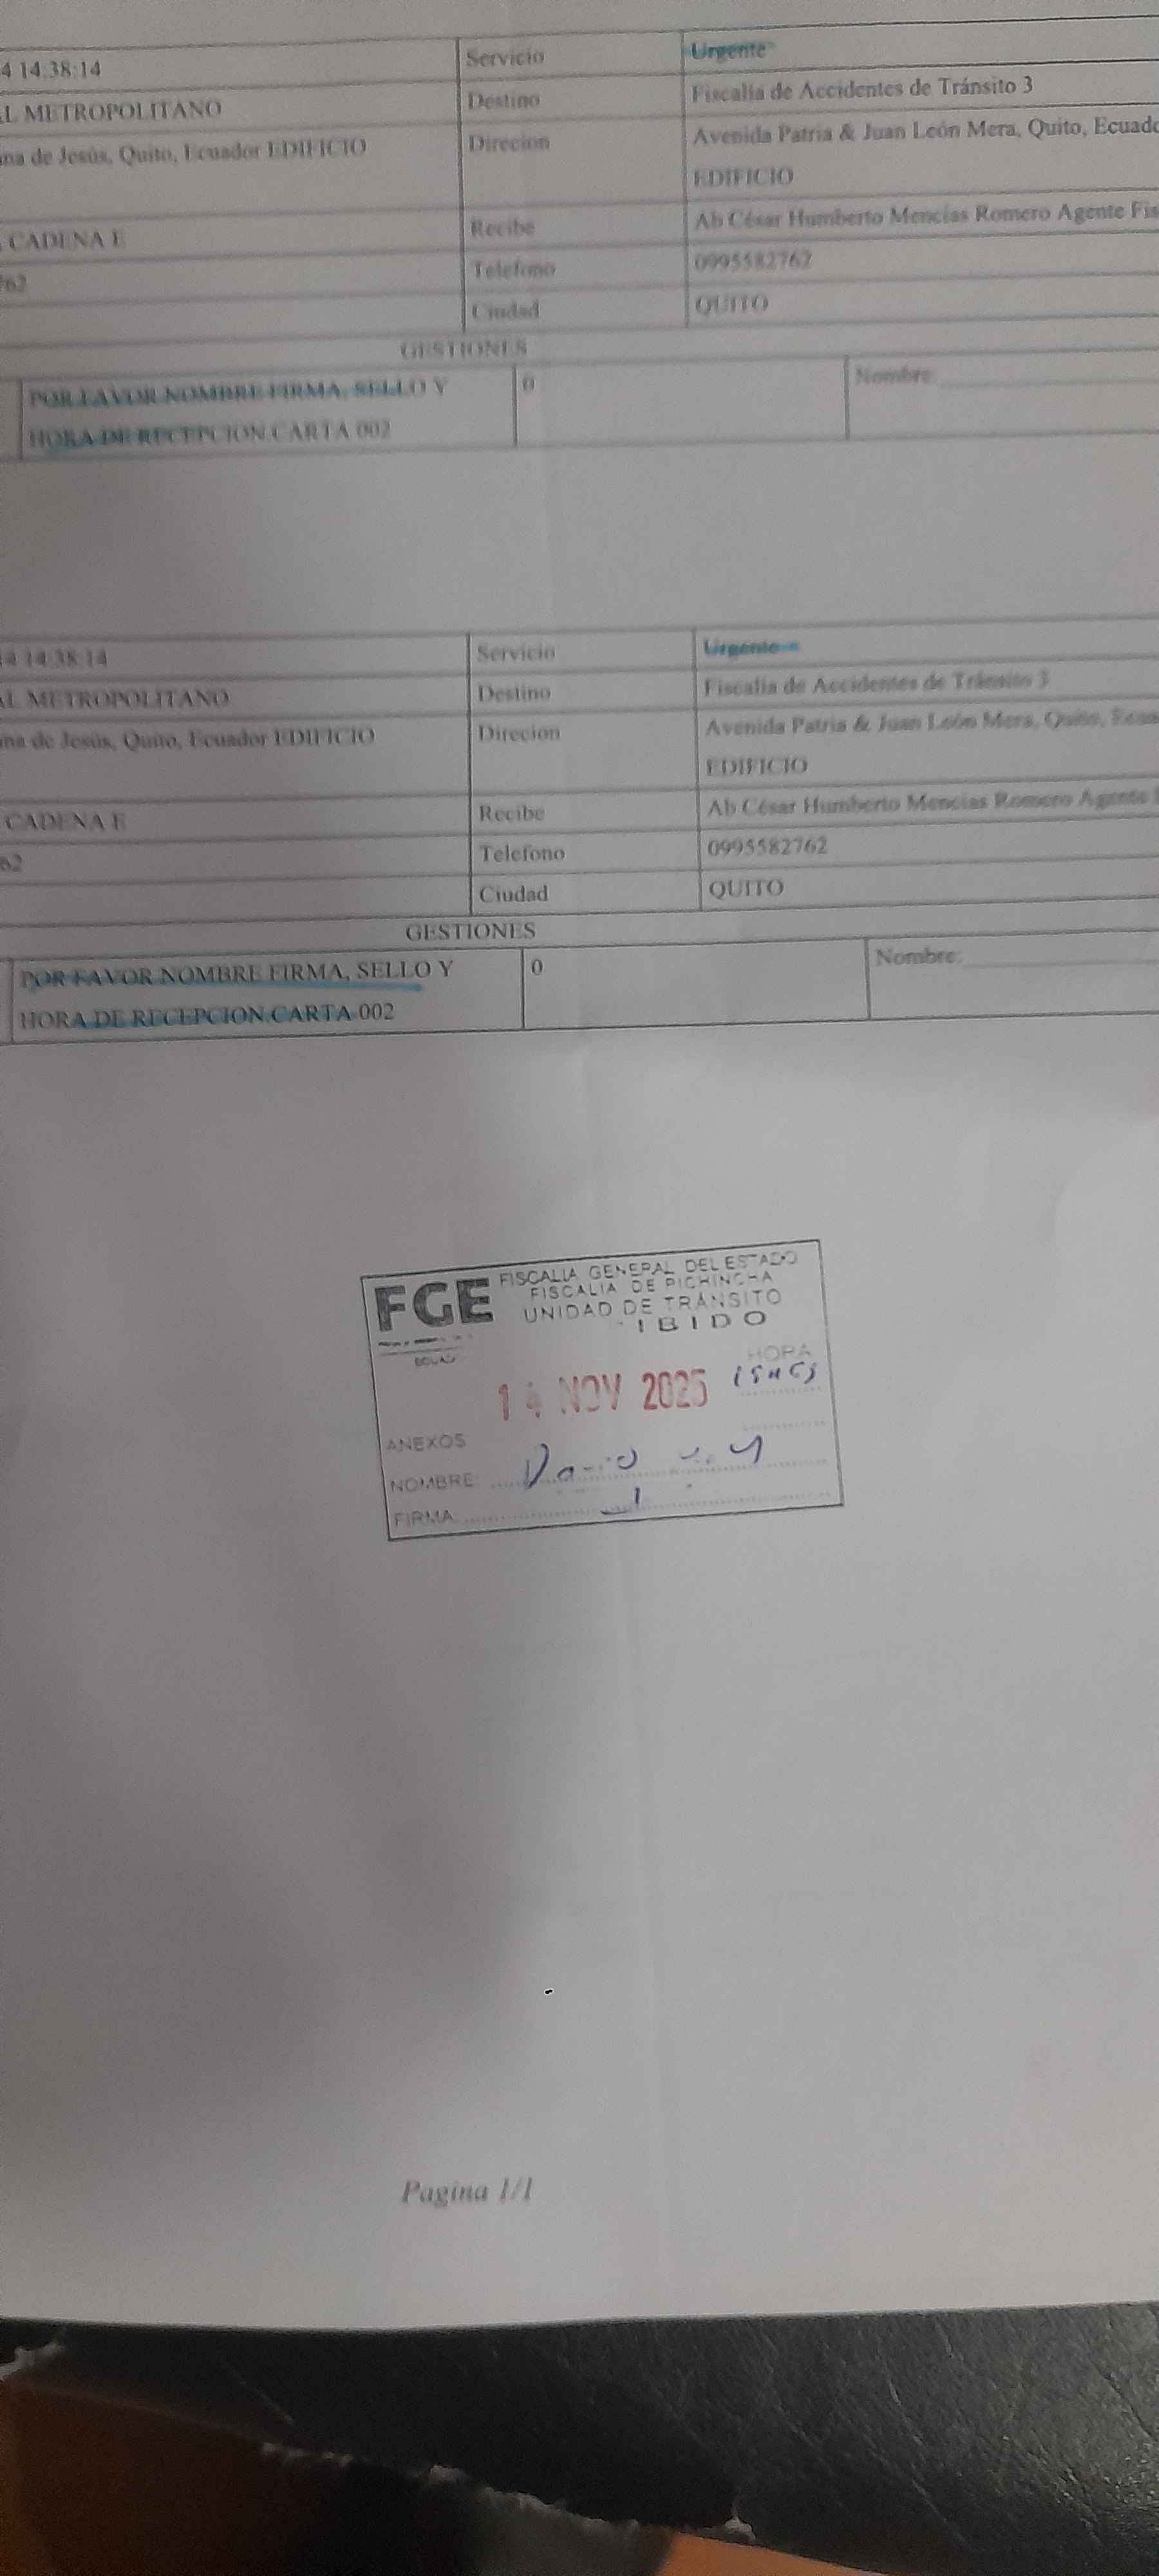 4 14:38:14 Servicio Urgente
AL METROPOLITANO Destino Fiscalía de Accidentes de Tránsito 3
na de Jesús, Quito, Ecuador EDIFICIO Direcion Avenida Patria & Juan León Mera, Quito, Ecuado
EDIFICIO
CADENA E Recibe Ab César Humberto Mencías Romero Agente Fis
762 Telefono 0995582762
Ciudad QUITO
GESTIONES
POR FAVOR NOMBRE FIRMA, SELLO Y 0 Nombre:
HORA DE RECEPCION.CARTA 002
14 14:38:14 Servicio Urgente
AL METROPOLITANO Destino Fiscalía de Accidentes de Tránsito 3
na de Jesús, Quito, Ecuador EDIFICIO Direcion Avenida Patria & Juan León Mera, Quito, Ecua
EDIFICIO
CADENA E Recibe Ab César Humberto Mencías Romero Agente
62 Telefono 0995582762
Ciudad QUITO
GESTIONES
POR FAVOR NOMBRE FIRMA, SELLO Y 0 Nombre:
HORA DE RECEPCION.CARTA 002
FGE FISCALIA GENERAL DEL ESTADO
FISCALIA DE PICHINCHA
UNIDAD DE TRÁNSITO
IBIDO
HORA
14 NOV 2025
ANEXOS
NOMBRE:
FIRMA:
Pagina 1/1